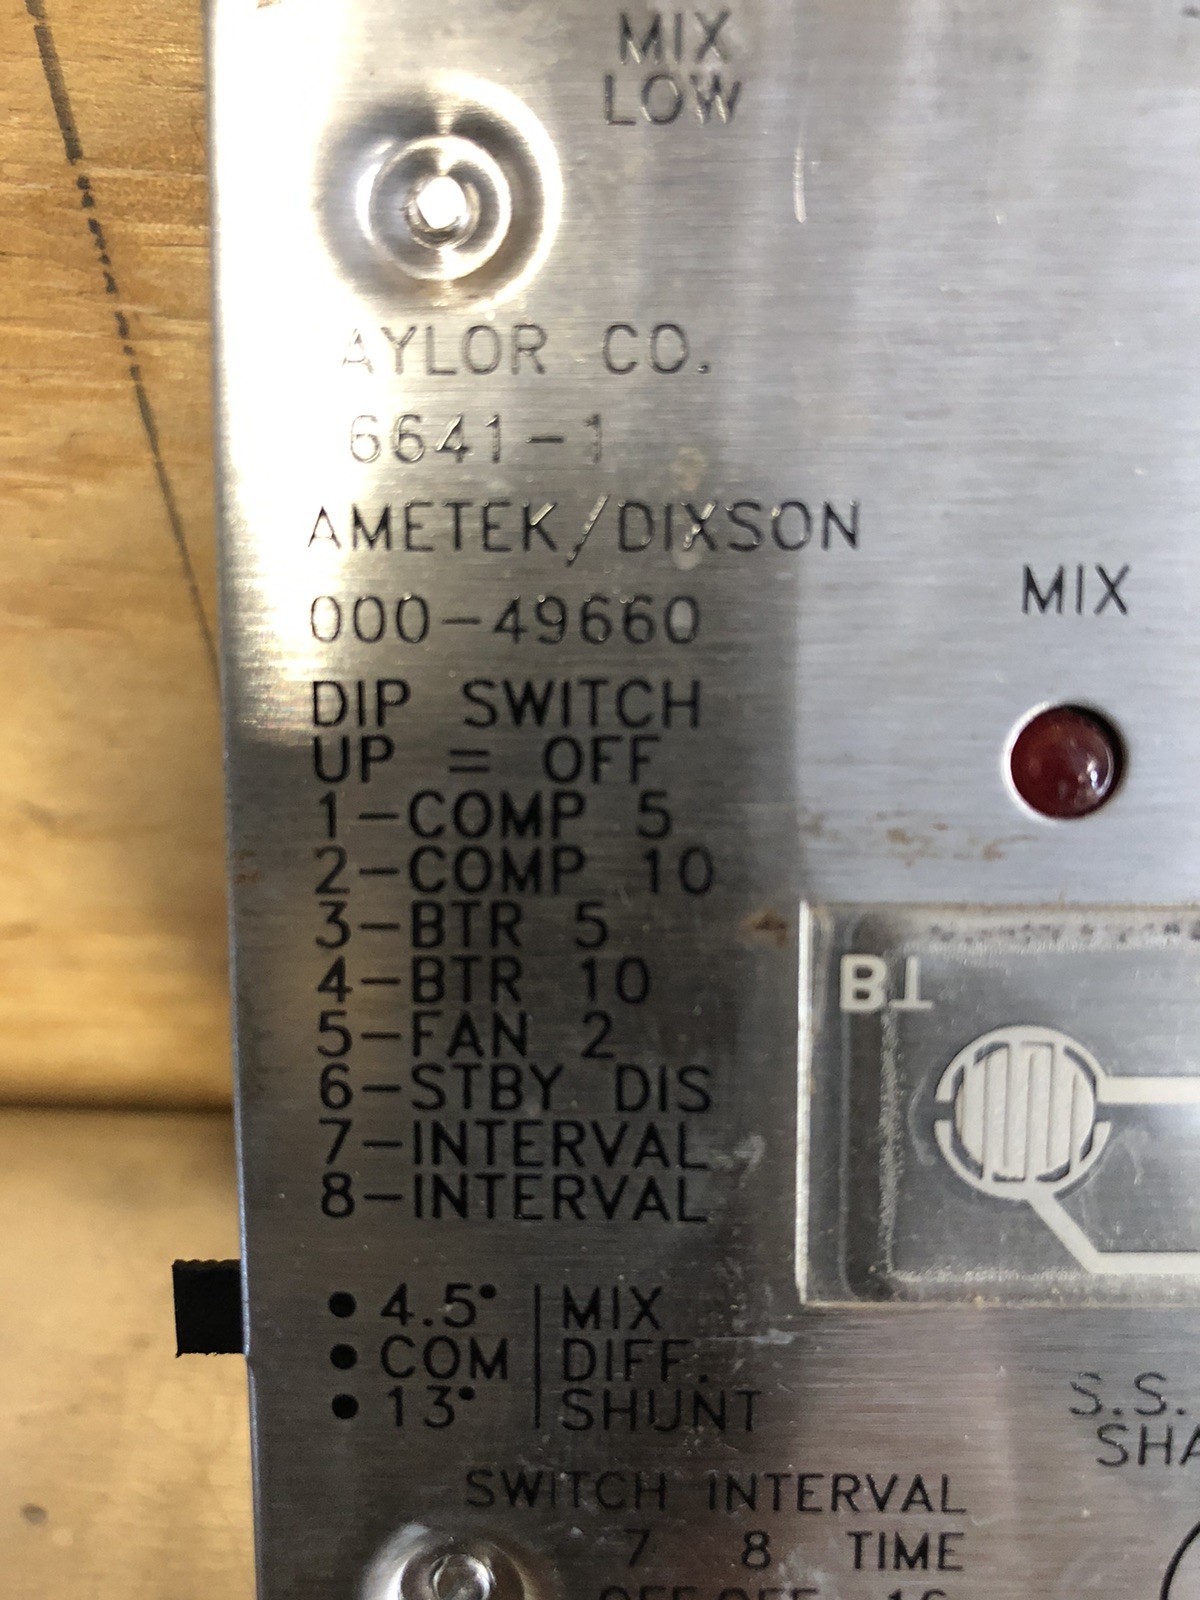 MIX
LOW
AYLOR CO.
6641-1
AMETEK/DIXSON
000-49660
MIX
DIP SWITCH
UP = OFF
1-COMP 5
2-COMP 10
3-BTR 5
4-BTR 10
5-FAN 2
6-STBY DIS
7-INTERVAL
8-INTERVAL
• 4.5° | MIX
• COM | DIFF.
• 13° | SHUNT
S.S.
SHA
SWITCH INTERVAL
7 8 TIME